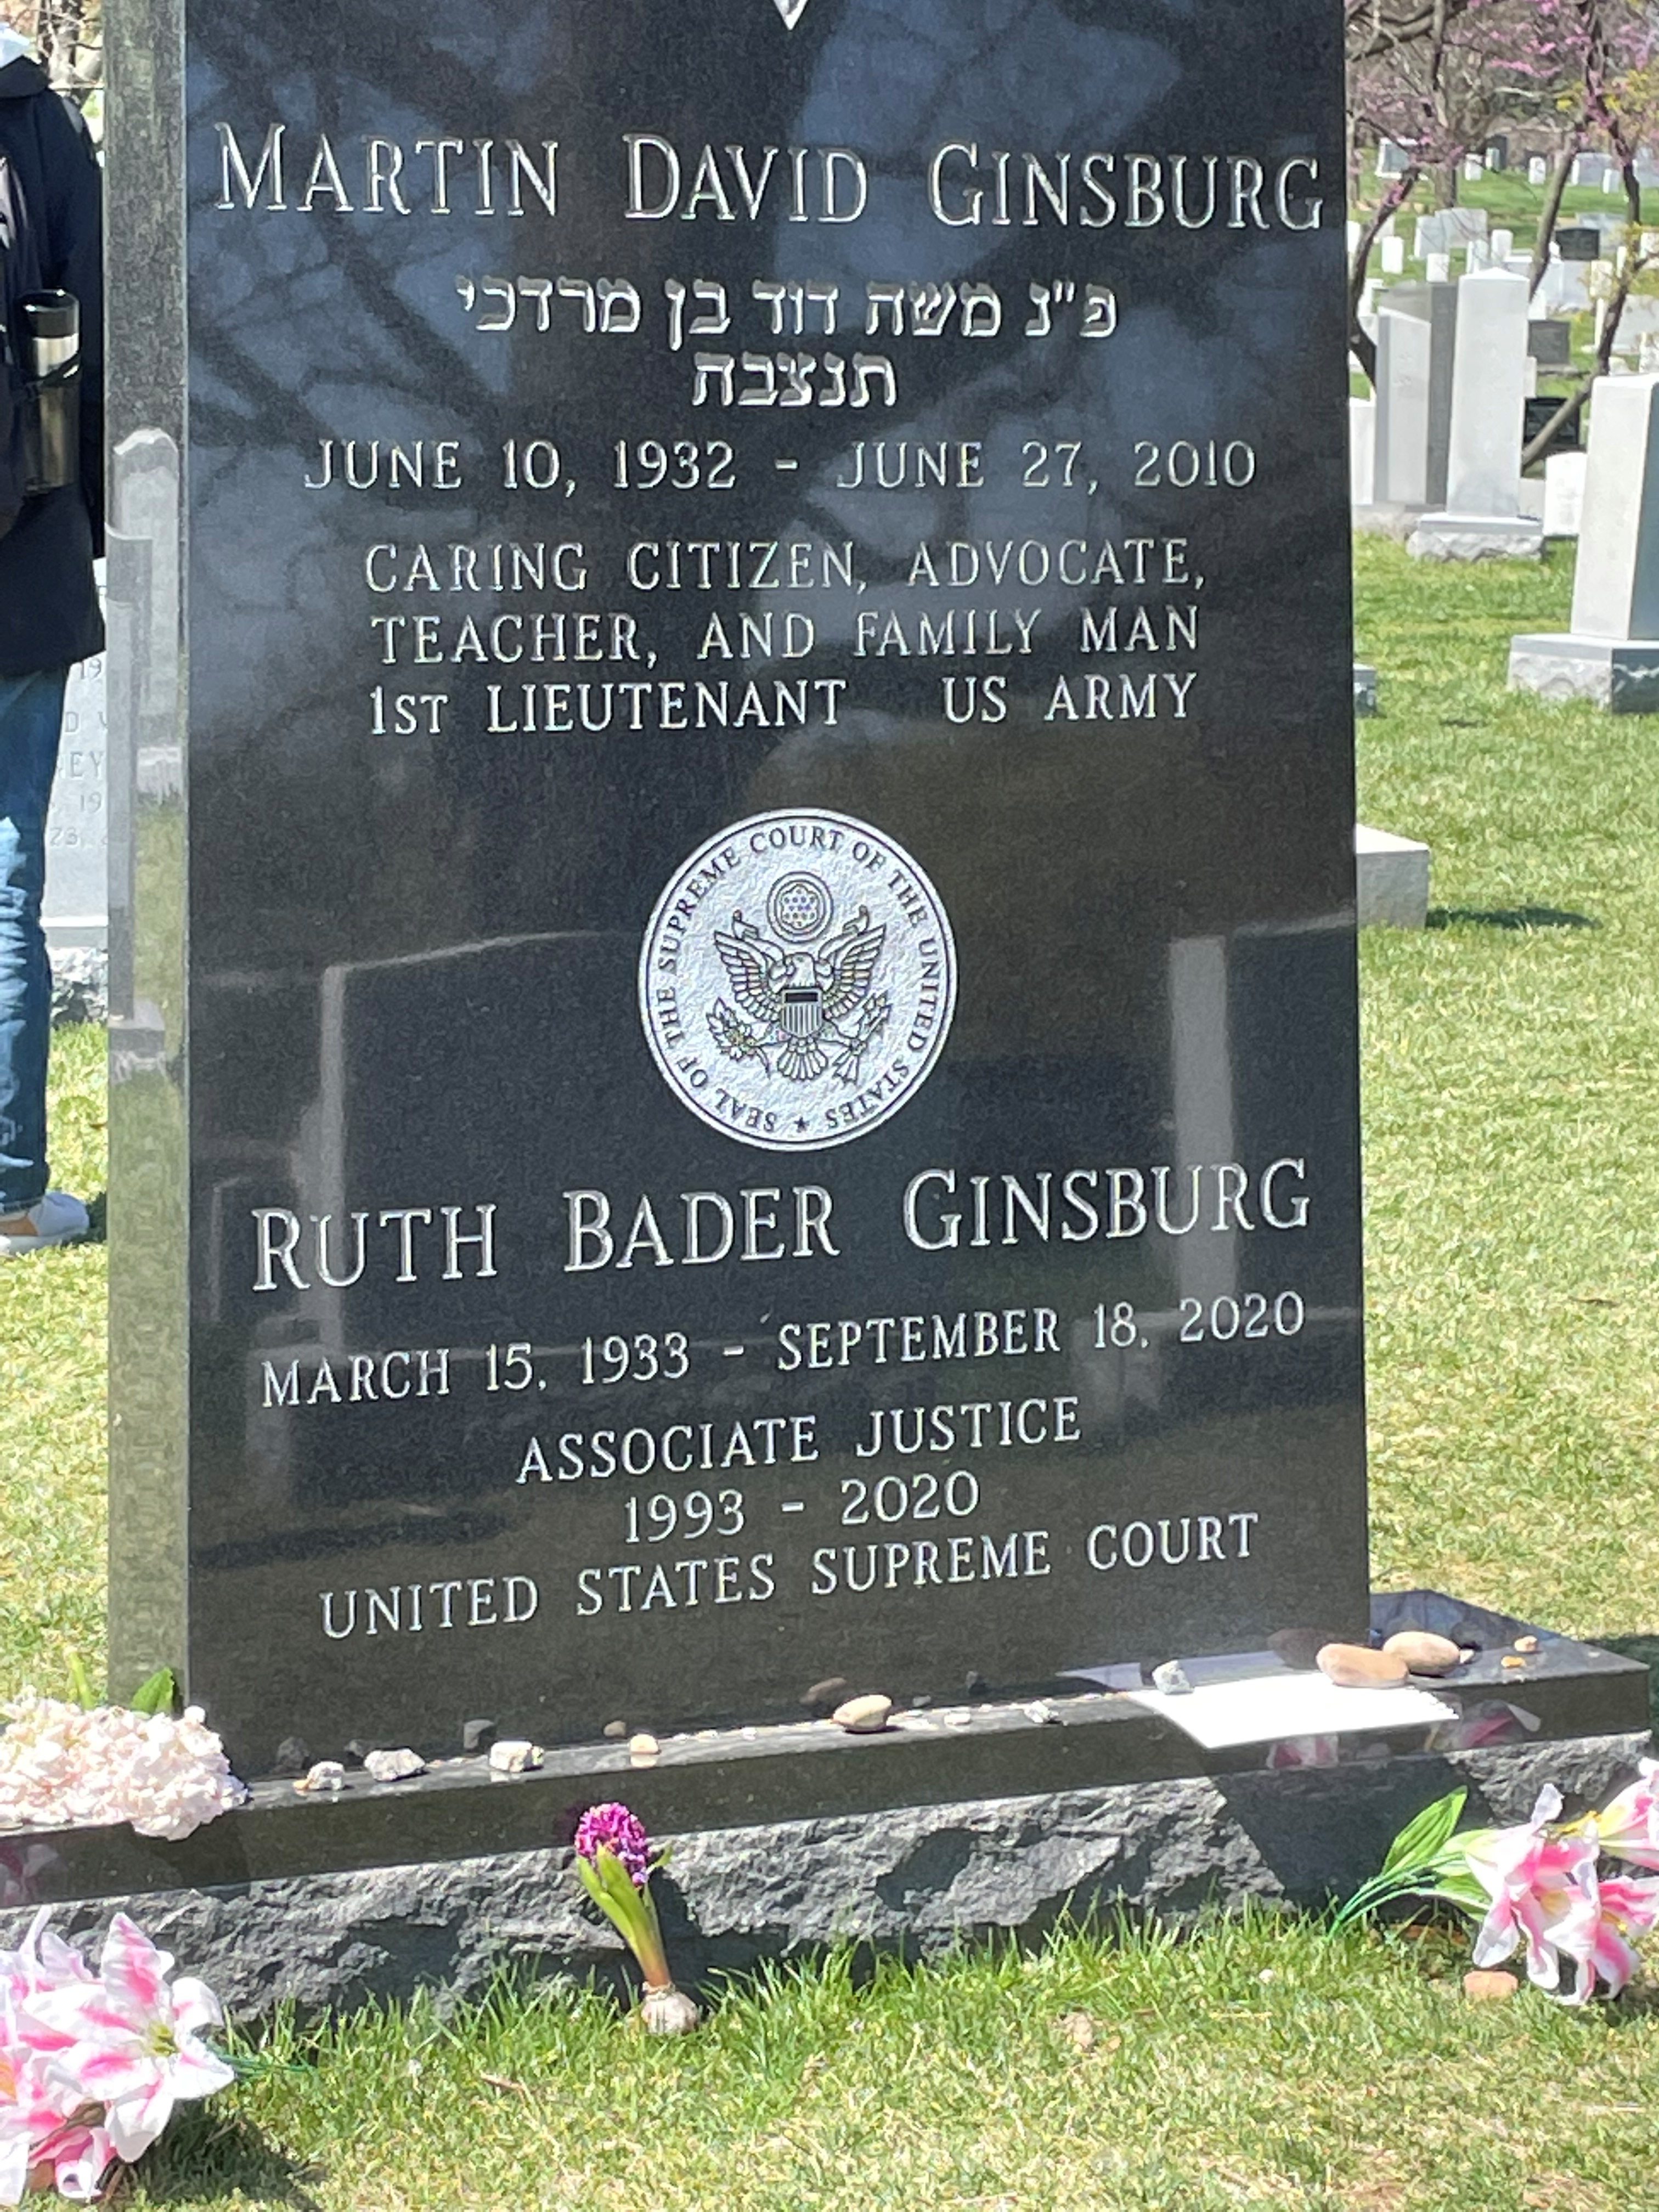 MARTIN DAVID GINSBURG
פ"נ משה דוד בן מרדכי
תנצבה
JUNE 10, 1932 - JUNE 27, 2010
CARING CITIZEN, ADVOCATE,
TEACHER, AND FAMILY MAN
1ST LIEUTENANT US ARMY
SEAL OF THE SUPREME COURT OF THE UNITED STATES ★
RUTH BADER GINSBURG
MARCH 15, 1933 - SEPTEMBER 18, 2020
ASSOCIATE JUSTICE
1993 - 2020
UNITED STATES SUPREME COURT